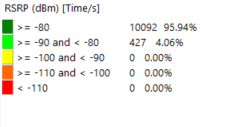 RSRP (dBm) [Time/s]
>= -80 10092 95.94%
>= -90 and < -80 427 4.06%
>= -100 and < -90 0 0.00%
>= -110 and < -100 0 0.00%
< -110 0 0.00%